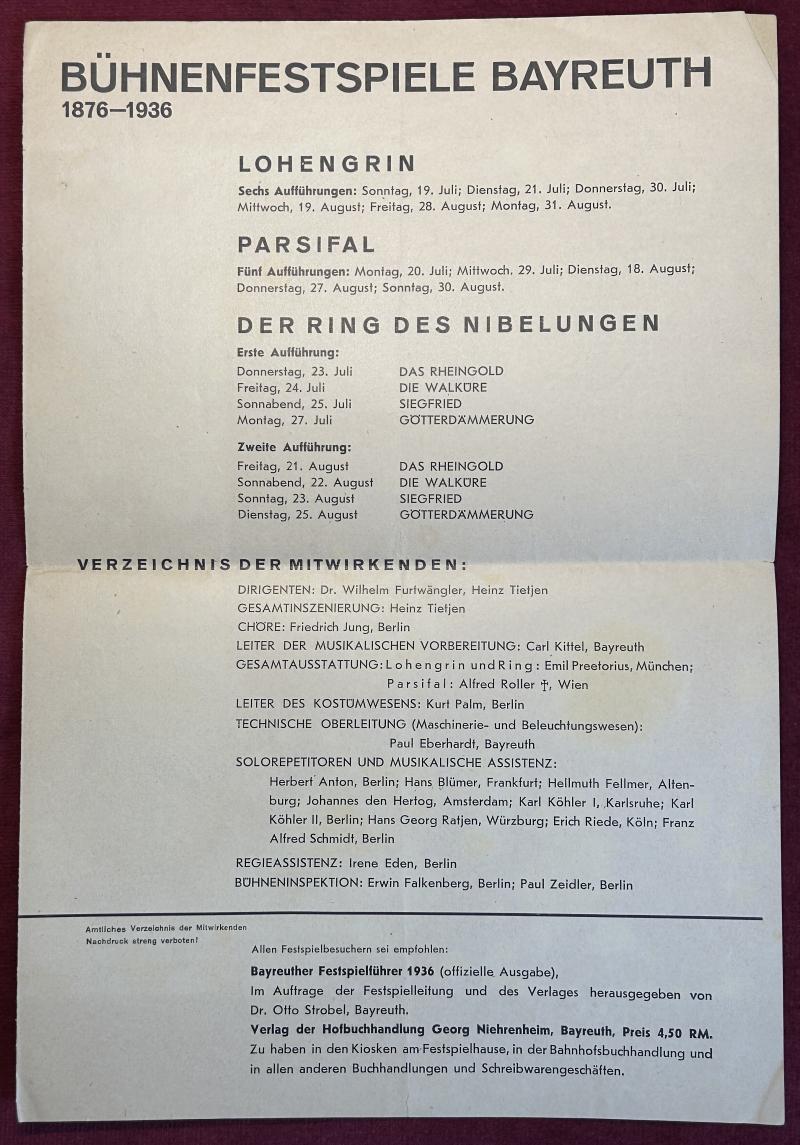 BÜHNENFESTSPIELE BAYREUTH
1876—1936
LOHENGRIN
Sechs Aufführungen: Sonntag, 19. Juli; Dienstag, 21. Juli; Donnerstag, 30. Juli;
Mittwoch, 19. August; Freitag, 28. August; Montag, 31. August.
PARSIFAL
Fünf Aufführungen: Montag, 20. Juli; Mittwoch. 29. Juli; Dienstag, 18. August;
Donnerstag, 27. August; Sonntag, 30. August.
DER RING DES NIBELUNGEN
Erste Aufführung:
Donnerstag, 23. Juli DAS RHEINGOLD
Freitag, 24. Juli DIE WALKÜRE
Sonnabend, 25. Juli SIEGFRIED
Montag, 27. Juli GÖTTERDÄMMERUNG
Zweite Aufführung:
Freitag, 21. August DAS RHEINGOLD
Sonnabend, 22. August DIE WALKÜRE
Sonntag, 23. August SIEGFRIED
Dienstag, 25. August GÖTTERDÄMMERUNG
VERZEICHNIS DER MITWIRKENDEN:
DIRIGENTEN: Dr. Wilhelm Furtwängler, Heinz Tietjen
GESAMTINSZENIERUNG: Heinz Tietjen
CHÖRE: Friedrich Jung, Berlin
LEITER DER MUSIKALISCHEN VORBEREITUNG: Carl Kittel, Bayreuth
GESAMTAUSSTATTUNG: Lohengrin und Ring: Emil Preetorius, München;
Parsifal: Alfred Roller ✝, Wien
LEITER DES KOSTÜMWESENS: Kurt Palm, Berlin
TECHNISCHE OBERLEITUNG (Maschinerie- und Beleuchtungswesen):
Paul Eberhardt, Bayreuth
SOLOREPETITOREN UND MUSIKALISCHE ASSISTENZ:
Herbert Anton, Berlin; Hans Blümer, Frankfurt; Hellmuth Fellmer, Alten-
burg; Johannes den Hertog, Amsterdam; Karl Köhler I, Karlsruhe; Karl
Köhler II, Berlin; Hans Georg Ratjen, Würzburg; Erich Riede, Köln; Franz
Alfred Schmidt, Berlin
REGIEASSISTENZ: Irene Eden, Berlin
BÜHNENINSPEKTION: Erwin Falkenberg, Berlin; Paul Zeidler, Berlin
Amtliches Verzeichnis der Mitwirkenden
Nachdruck streng verboten!
Allen Festspielbesuchern sei empfohlen:
Bayreuther Festspielführer 1936 (offizielle Ausgabe),
Im Auftrage der Festspielleitung und des Verlages herausgegeben von
Dr. Otto Strobel, Bayreuth.
Verlag der Hofbuchhandlung Georg Niehrenheim, Bayreuth, Preis 4,50 RM.
Zu haben in den Kiosken am Festspielhause, in der Bahnhofsbuchhandlung und
in allen anderen Buchhandlungen und Schreibwarengeschäften.